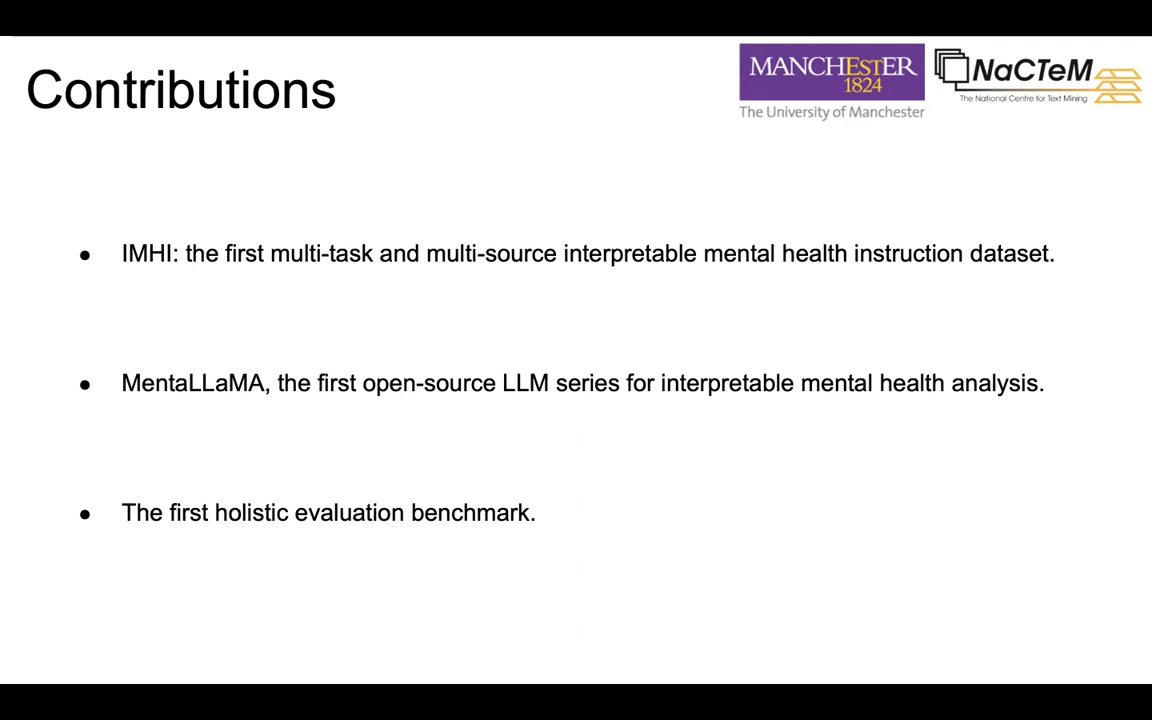 Contributions
MANCHESTER
1824
The University of Manchester
NaCTeM
The National Centre for Text Mining
● IMHI: the first multi-task and multi-source interpretable mental health instruction dataset.
● MentaLLaMA, the first open-source LLM series for interpretable mental health analysis.
● The first holistic evaluation benchmark.